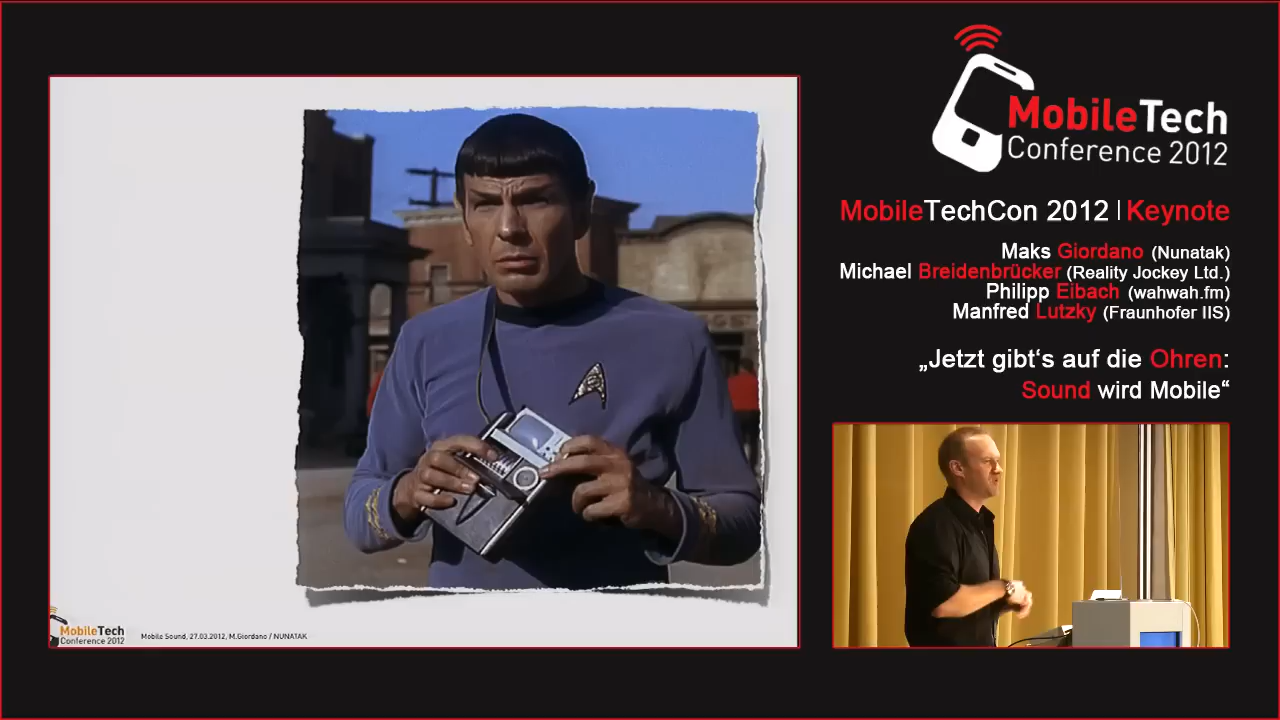 MobileTech
Conference 2012
MobileTechCon 2012 | Keynote
Maks Giordano (Nunatak)
Michael Breidenbrücker (Reality Jockey Ltd.)
Philipp Eibach (wahwah.fm)
Manfred Lutzky (Fraunhofer IIS)
„Jetzt gibt‘s auf die Ohren:
Sound wird Mobile“
MobileTech
Conference 2012
Mobile Sound, 27.03.2012, M.Giordano / NUNATAK